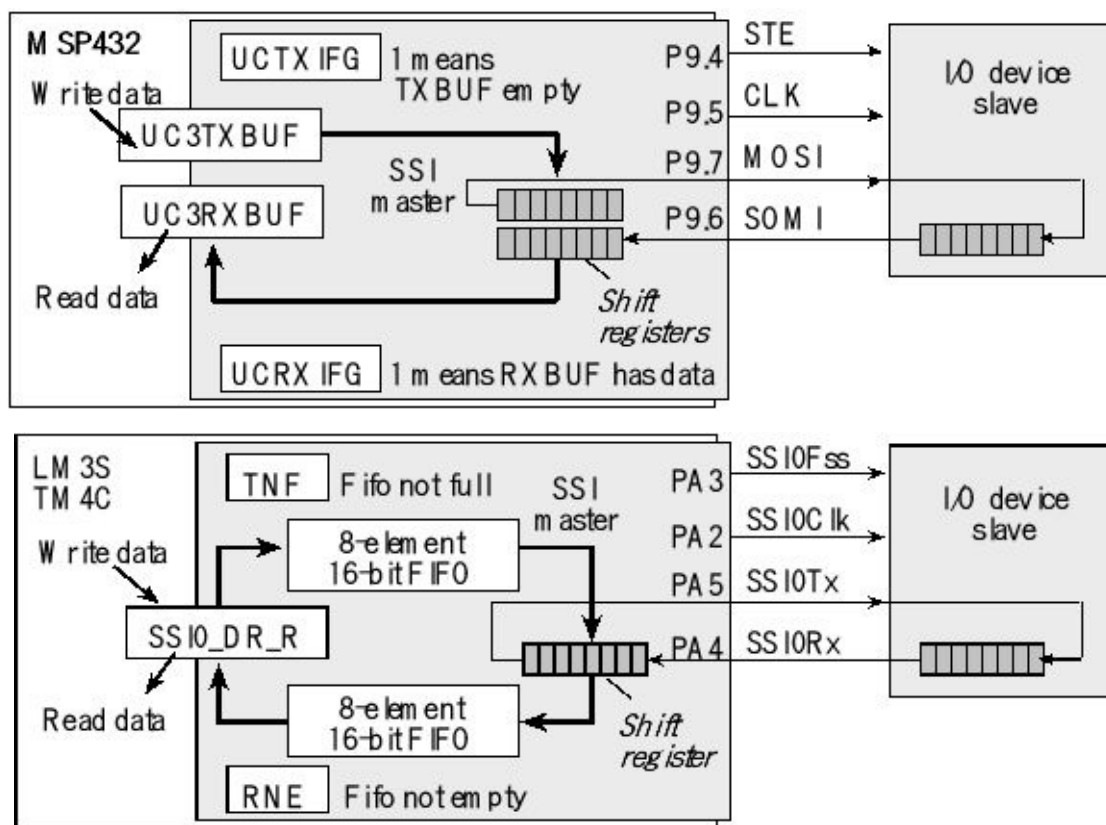 MSP432
Write data
UCTXIFG
1 means
TXBUF empty
UC3TXBUF
UC3RXBUF
Read data
SSI
master
Shift
registers
UCRXIFG
1 means RXBUF has data
P9.4
STE
P9.5
CLK
P9.7
MOSI
P9.6
SOMI
I/O device
slave
LM3S
TM4C
Write data
TNF
Fifo not full
SSI
master
8-element
16-bit FIFO
SSI0_DR_R
Read data
8-element
16-bit FIFO
Shift
register
RNE
Fifo not empty
PA3
SSI0Fss
PA2
SSI0Clk
PA5
SSI0Tx
PA4
SSI0Rx
I/O device
slave